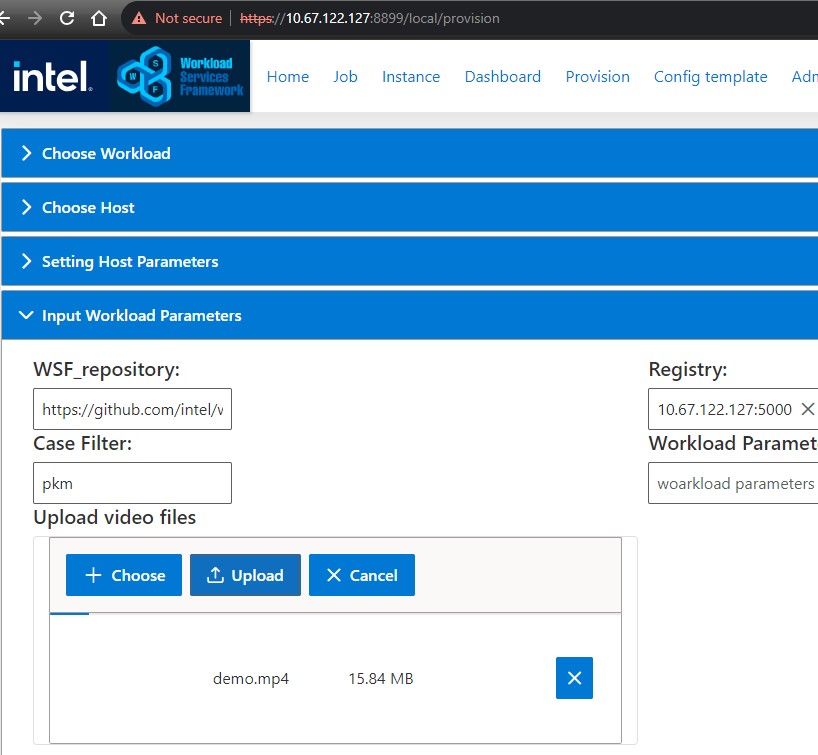 Not secure https://10.67.122.127:8899/local/provision
intel. W S F Workload Services Framework
Home Job Instance Dashboard Provision Config template Adm
Choose Workload
Choose Host
Setting Host Parameters
Input Workload Parameters
WSF_repository: Registry:
https://github.com/intel/w 10.67.122.127:5000
Case Filter: Workload Paramet
pkm woarkload parameters
Upload video files
Choose Upload Cancel
demo.mp4 15.84 MB